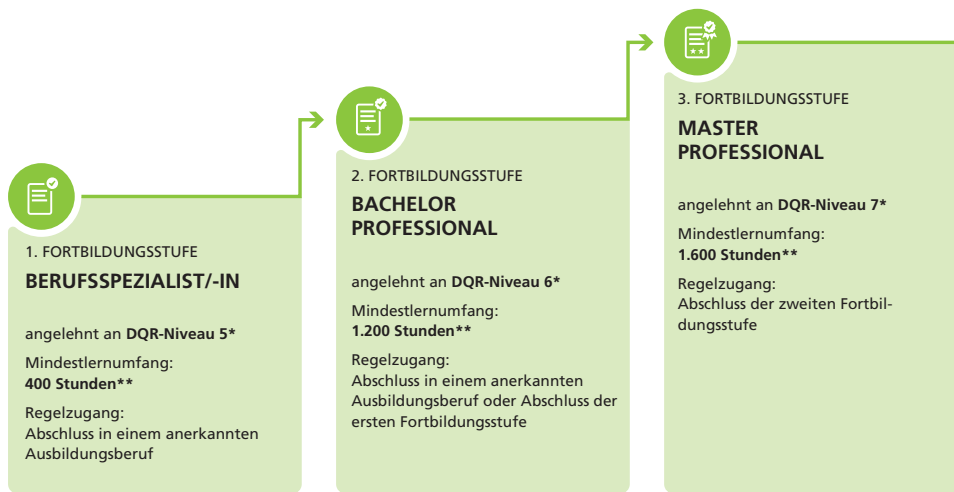 1. FORTBILDUNGSSTUFE
BERUFSSPEZIALIST/-IN
angelehnt an DQR-Niveau 5*
Mindestlernumfang:
400 Stunden**
Regelzugang:
Abschluss in einem anerkannten
Ausbildungsberuf
2. FORTBILDUNGSSTUFE
BACHELOR
PROFESSIONAL
angelehnt an DQR-Niveau 6*
Mindestlernumfang:
1.200 Stunden**
Regelzugang:
Abschluss in einem anerkannten
Ausbildungsberuf oder Abschluss der
ersten Fortbildungsstufe
3. FORTBILDUNGSSTUFE
MASTER
PROFESSIONAL
angelehnt an DQR-Niveau 7*
Mindestlernumfang:
1.600 Stunden**
Regelzugang:
Abschluss der zweiten Fortbil-
dungsstufe